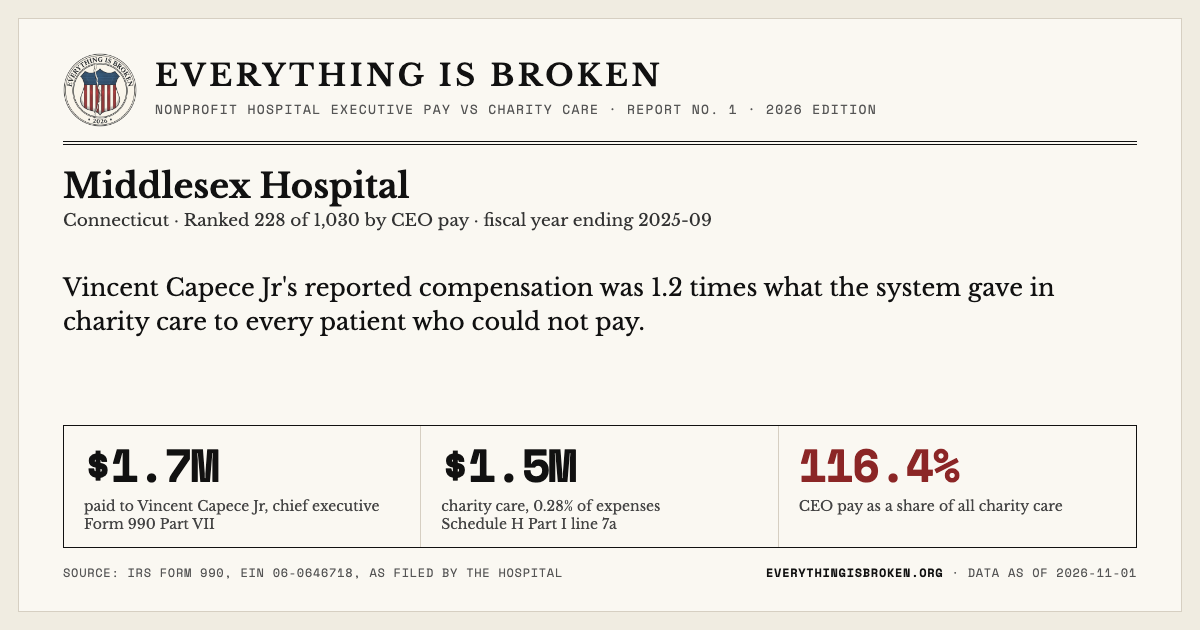 EVERYTHING IS BROKEN
2026
EVERYTHING IS BROKEN
NONPROFIT HOSPITAL EXECUTIVE PAY VS CHARITY CARE · REPORT NO. 1 · 2026 EDITION
Middlesex Hospital
Connecticut · Ranked 228 of 1,030 by CEO pay · fiscal year ending 2025-09
Vincent Capece Jr's reported compensation was 1.2 times what the system gave in
charity care to every patient who could not pay.
$1.7M
paid to Vincent Capece Jr, chief executive
Form 990 Part VII
$1.5M
charity care, 0.28% of expenses
Schedule H Part I line 7a
116.4%
CEO pay as a share of all charity care
SOURCE: IRS FORM 990, EIN 06-0646718, AS FILED BY THE HOSPITAL
EVERYTHINGISBROKEN.ORG · DATA AS OF 2026-11-01